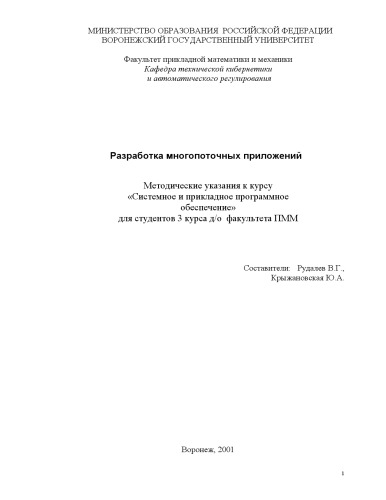 МИНИСТЕРСТВО ОБРАЗОВАНИЯ РОССИЙСКОЙ ФЕДЕРАЦИИ
ВОРОНЕЖСКИЙ ГОСУДАРСТВЕННЫЙ УНИВЕРСИТЕТ
Факультет прикладной математики и механики
Кафедра технической кибернетики
и автоматического регулирования
Разработка многопоточных приложений
Методические указания к курсу
«Системное и прикладное программное
обеспечение»
для студентов 3 курса д/о факультета ПММ
Составители: Рудалев В.Г.,
Крыжановская Ю.А.
Воронеж, 2001
1